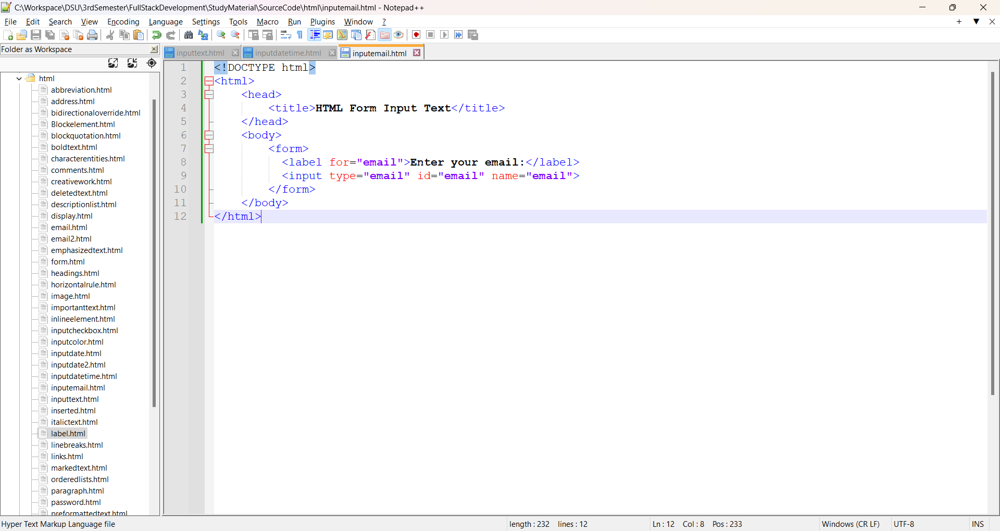 C:\Workspace\DSU\3rdSemester\FullStackDevelopment\StudyMaterial\SourceCode\html\inputemail.html - Notepad++
File Edit Search View Encoding Language Settings Tools Macro Run Plugins Window ?
Folder as Workspace
inputtext.html inputdatetime.html inputemail.html
html
abbreviation.html
address.html
bidirectionaloverride.html
Blockelement.html
blockquotation.html
boldtext.html
characterentities.html
comments.html
creativework.html
deletedtext.html
descriptionlist.html
display.html
email.html
email2.html
emphasizedtext.html
form.html
headings.html
horizontalrule.html
image.html
importanttext.html
inlineelement.html
inputcheckbox.html
inputcolor.html
inputdate.html
inputdate2.html
inputdatetime.html
inputemail.html
inputtext.html
inserted.html
italictext.html
label.html
linebreaks.html
links.html
markedtext.html
orderedlists.html
paragraph.html
password.html
preformattedtext.html
1 <!DOCTYPE html>
2 <html>
3 <head>
4 <title>HTML Form Input Text</title>
5 </head>
6 <body>
7 <form>
8 <label for="email">Enter your email:</label>
9 <input type="email" id="email" name="email">
10 </form>
11 </body>
12 </html>
Hyper Text Markup Language file length : 232 lines : 12 Ln : 12 Col : 8 Pos : 233 Windows (CR LF) UTF-8 INS